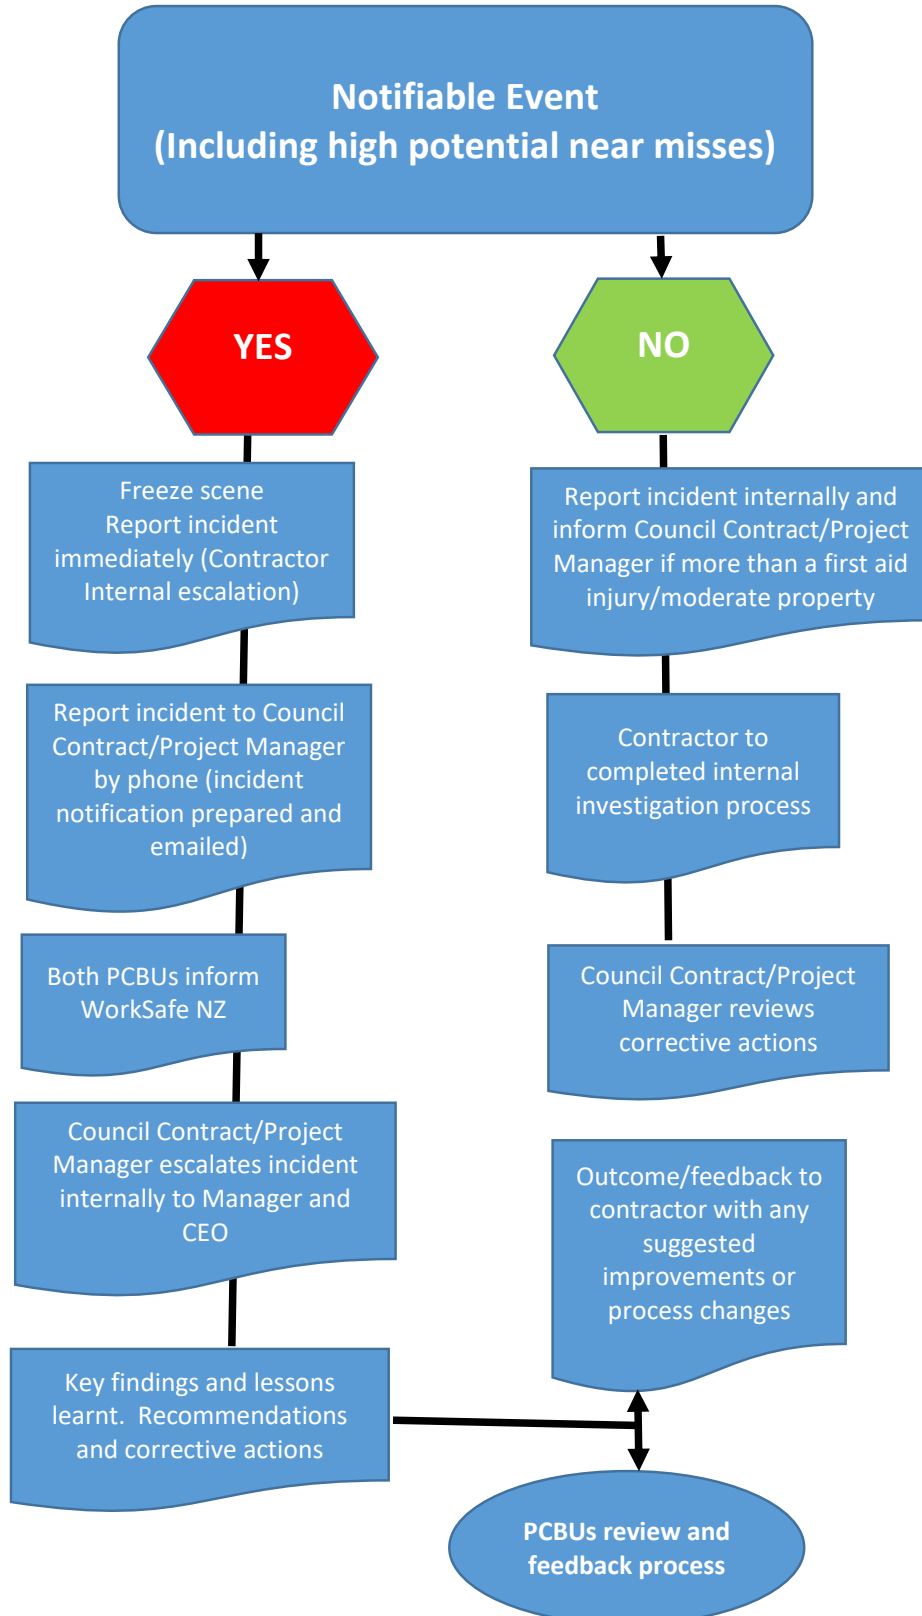 Notifiable Event
(Including high potential near misses)
YES
Freeze scene
Report incident
immediately (Contractor
Internal escalation)
Report incident to Council
Contract/Project Manager
by phone (incident
notification prepared and
emailed)
Both PCBUs inform
WorkSafe NZ
Council Contract/Project
Manager escalates incident
internally to Manager and
CEO
Key findings and lessons
learnt.  Recommendations
and corrective actions
NO
Report incident internally and
inform Council Contract/Project
Manager if more than a first aid
injury/moderate property
Contractor to
completed internal
investigation process
Council Contract/Project
Manager reviews
corrective actions
Outcome/feedback to
contractor with any
suggested
improvements or
process changes
PCBUs review and
feedback process